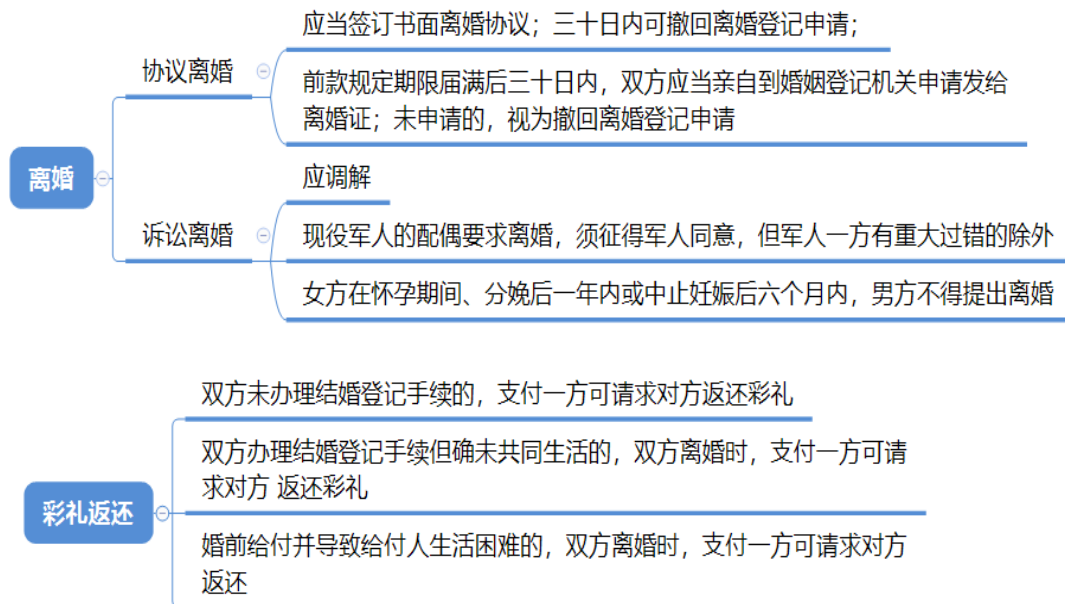 应当签订书面离婚协议；三十日内可撤回离婚登记申请；
协议离婚
前款规定期限届满后三十日内，双方应当亲自到婚姻登记机关申请发给
离婚证；未申请的，视为撤回离婚登记申请
离婚
应调解
诉讼离婚
现役军人的配偶要求离婚，须征得军人同意，但军人一方有重大过错的除外
女方在怀孕期间、分娩后一年内或中止妊娠后六个月内，男方不得提出离婚
双方未办理结婚登记手续的，支付一方可请求对方返还彩礼
双方办理结婚登记手续但确未共同生活的，双方离婚时，支付一方可请
求对方 返还彩礼
彩礼返还
婚前给付并导致给付人生活困难的，双方离婚时，支付一方可请求对方
返还